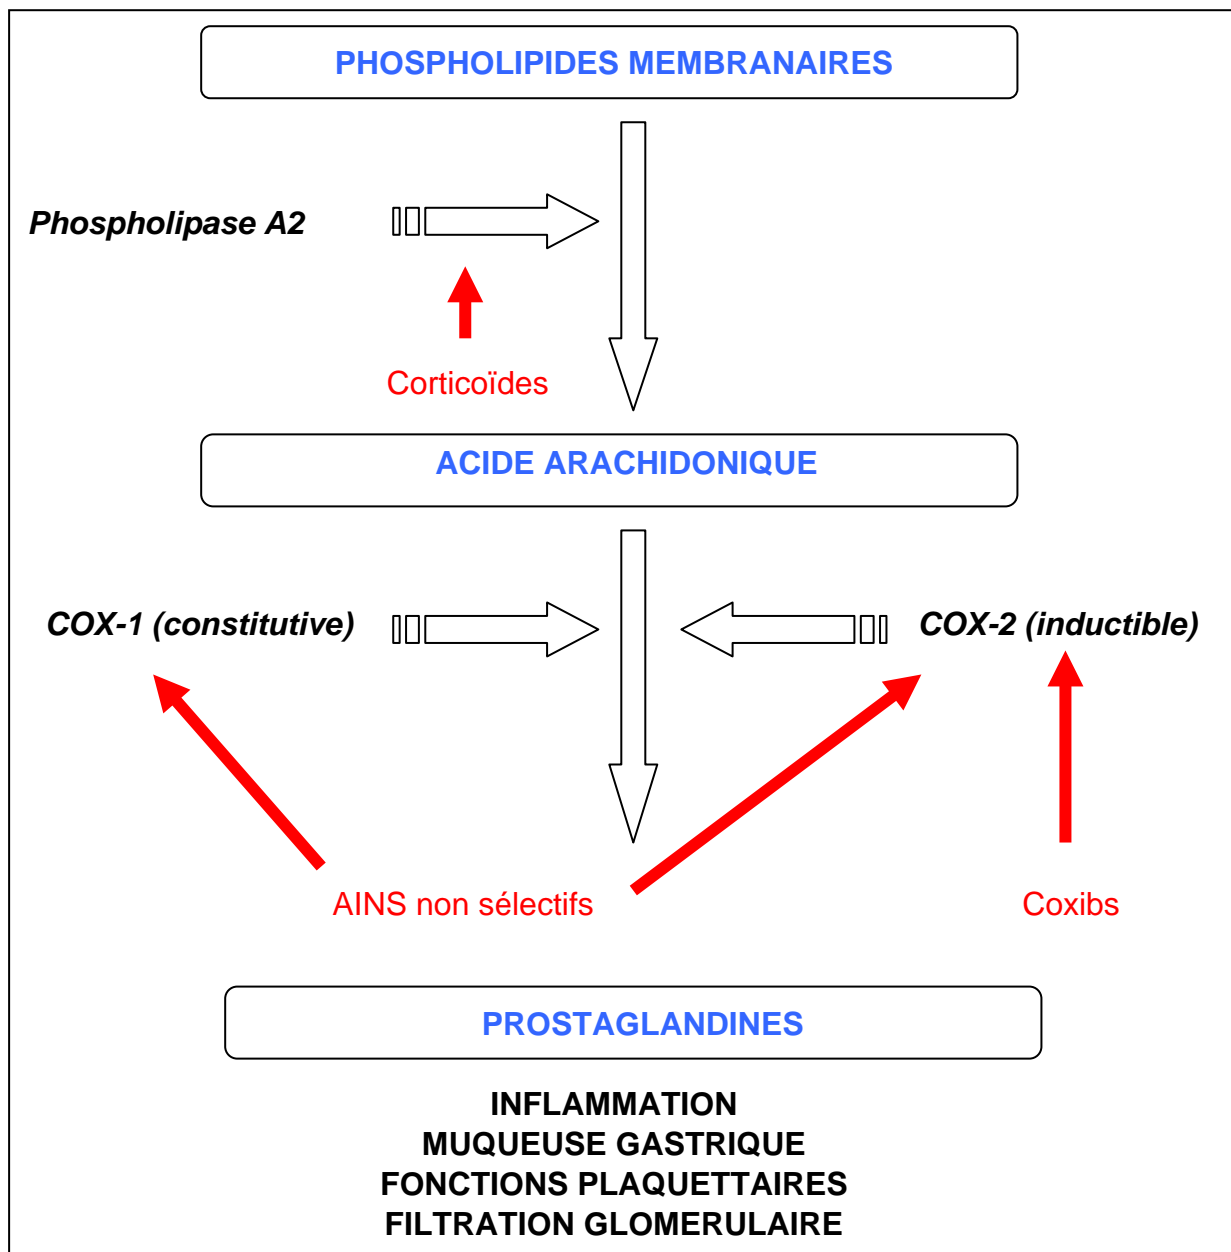 PHOSPHOLIPIDES MEMBRANAIRES
Phospholipase A2
Corticoïdes
ACIDE ARACHIDONIQUE
COX-1 (constitutive)
COX-2 (inductible)
AINS non sélectifs
Coxibs
PROSTAGLANDINES
INFLAMMATION
MUQUEUSE GASTRIQUE
FONCTIONS PLAQUETTAIRES
FILTRATION GLOMERULAIRE